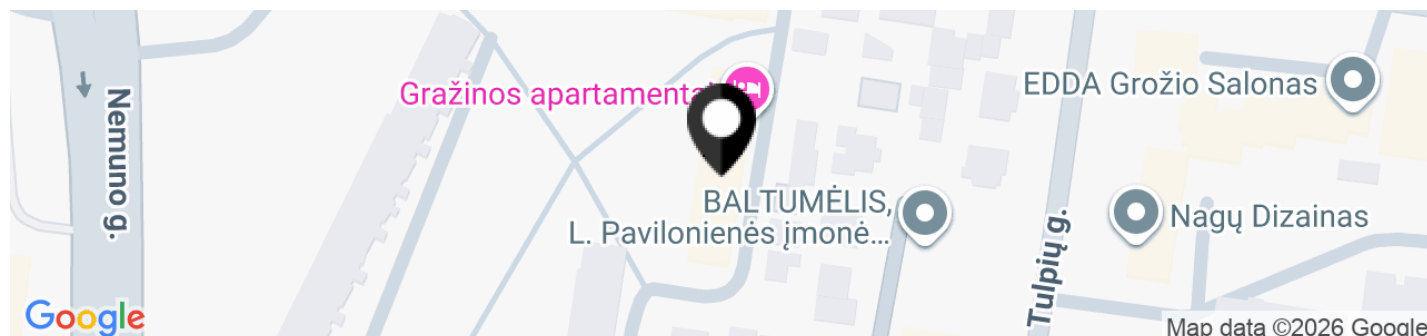 EDDA Grožio Salonas
Gražinos apartamentai
Nemuno g.
BALTUMĖLIS,
L. Pavilonienės įmonė...
Nagų Dizainas
Tulpių g.
Google
Map data ©2026 Google